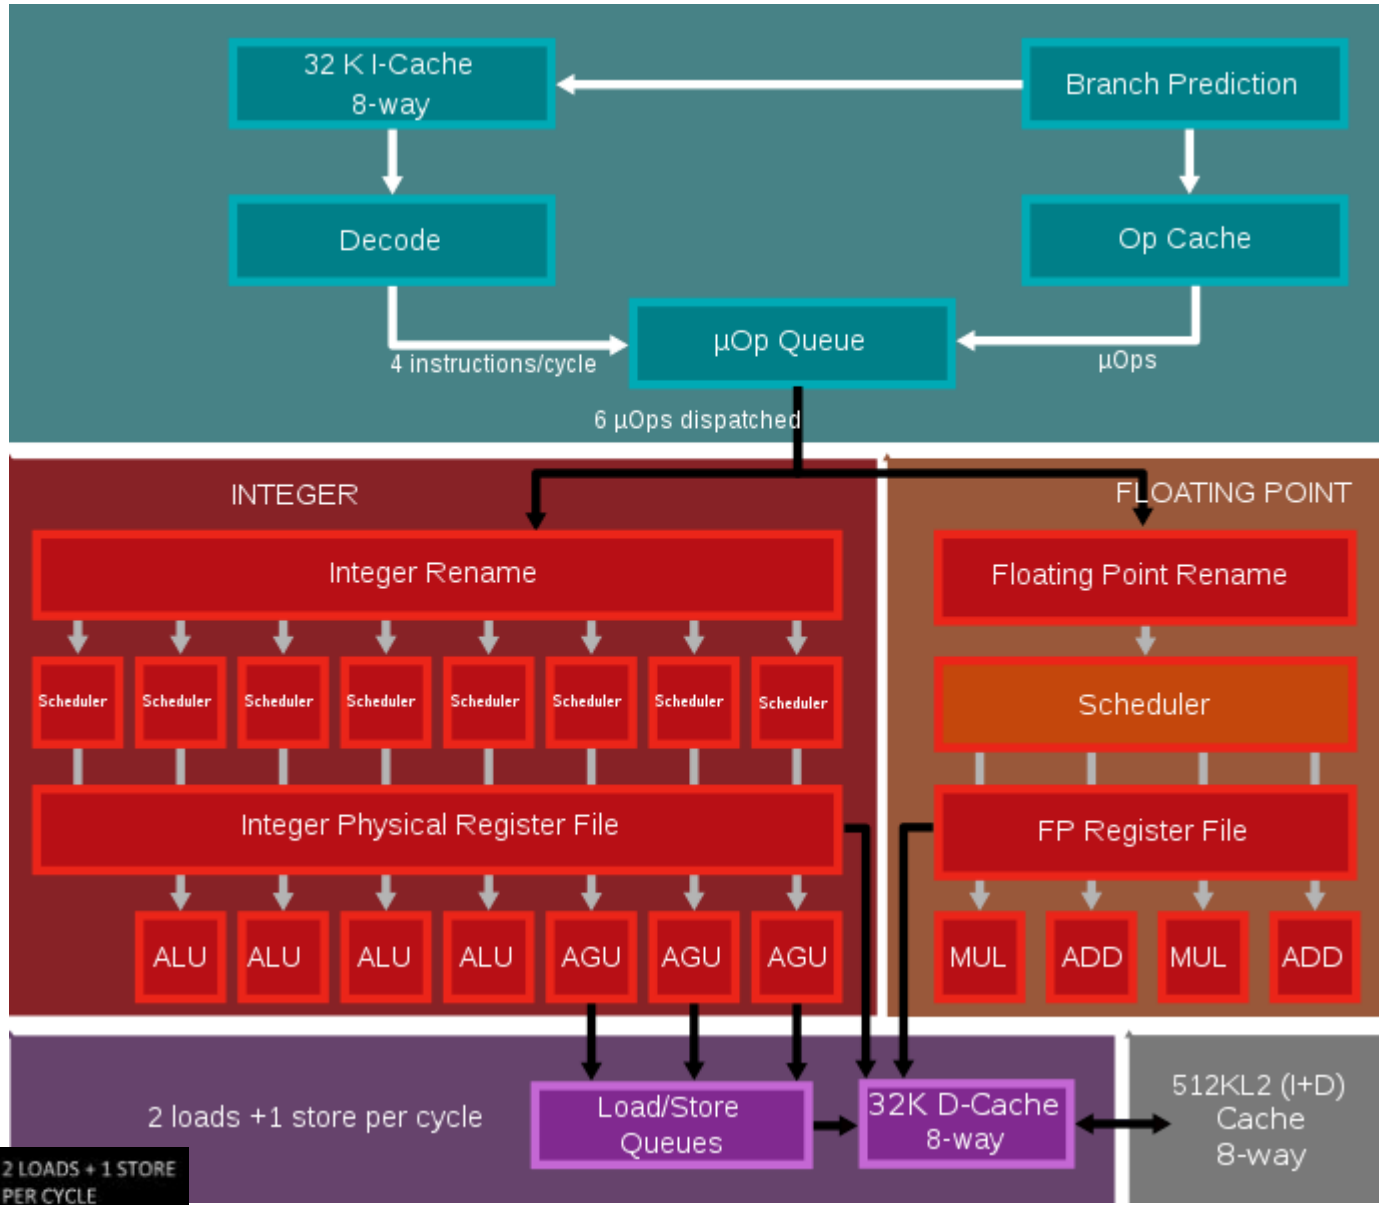 32 K I-Cache
8-way
Branch Prediction
Decode
Op Cache
µOp Queue
4 instructions/cycle
µOps
6 µOps dispatched
INTEGER
FLOATING POINT
Integer Rename
Floating Point Rename
Scheduler
Scheduler
Scheduler
Scheduler
Scheduler
Scheduler
Scheduler
Scheduler
Scheduler
Integer Physical Register File
FP Register File
ALU
ALU
ALU
ALU
AGU
AGU
AGU
MUL
ADD
MUL
ADD
2 loads +1 store per cycle
Load/Store
Queues
32K D-Cache
8-way
512KL2 (I+D)
Cache
8-way
2 LOADS + 1 STORE
PER CYCLE